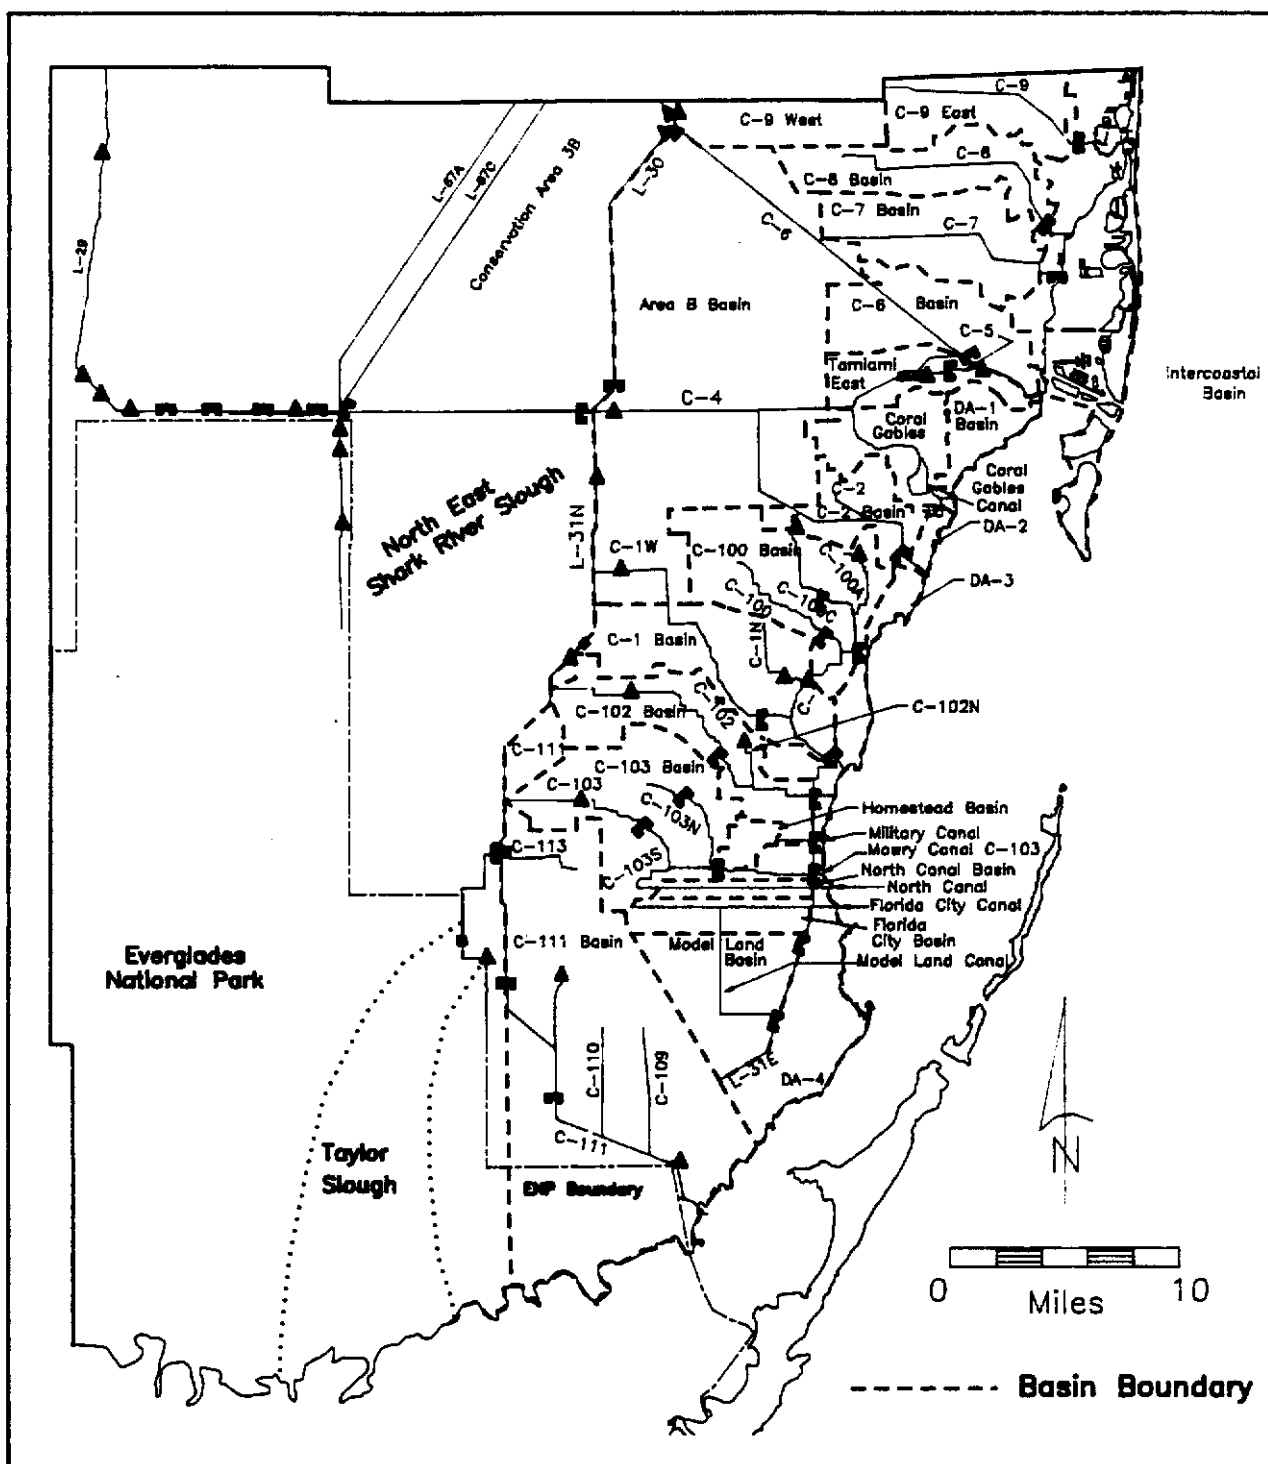 C-9
C-9 West
C-9 East
C-8
L-67A
L-67C
Conservation Area 3B
L-30
C-8 Basin
C-7 Basin
C-6
C-7
L-29
Area B Basin
C-6 Basin
C-5
Tamiami
East
Intercoastal
Basin
C-4
Coral
Gables
DA-1
Basin
North East
Shark River Slough
L-31N
C-2
C-2 Basin
Coral
Gables
Canal
DA-2
C-1W
C-100 Basin
C-100A
C-100
C-100C
DA-3
C-1 Basin
C-1N
C-1
C-102 Basin
C-102
C-102N
C-111
C-103 Basin
C-103
C-103N
Homestead Basin
Military Canal
C-113
C-103S
Mowry Canal C-103
North Canal Basin
North Canal
Florida City Canal
Florida
City Basin
C-111 Basin
Model Land
Basin
Model Land Canal
Everglades
National Park
C-110
C-109
L-31E
DA-4
C-111
Taylor
Slough
ENP Boundary
N
0 10
Miles
Basin Boundary